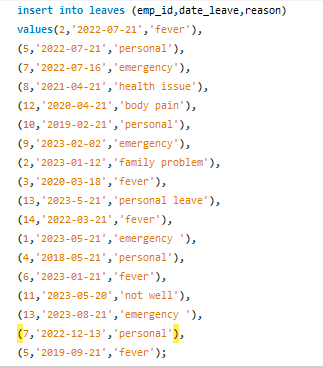 insert into leaves (emp_id,date_leave,reason)
values(2,'2022-07-21','fever'),
(5,'2022-07-21','personal'),
(7,'2022-07-16','emergency'),
(8,'2021-04-21','health issue'),
(12,'2020-04-21','body pain'),
(10,'2019-02-21','personal'),
(9,'2023-02-02','emergency'),
(2,'2023-01-12','family problem'),
(3,'2020-03-18','fever'),
(13,'2023-5-21','personal leave'),
(14,'2022-03-21','fever'),
(1,'2023-05-21','emergency '),
(4,'2018-05-21','personal'),
(6,'2023-01-21','fever'),
(11,'2023-05-20','not well'),
(13,'2023-08-21','emergency '),
(7,'2022-12-13','personal'),
(5,'2019-09-21','fever');